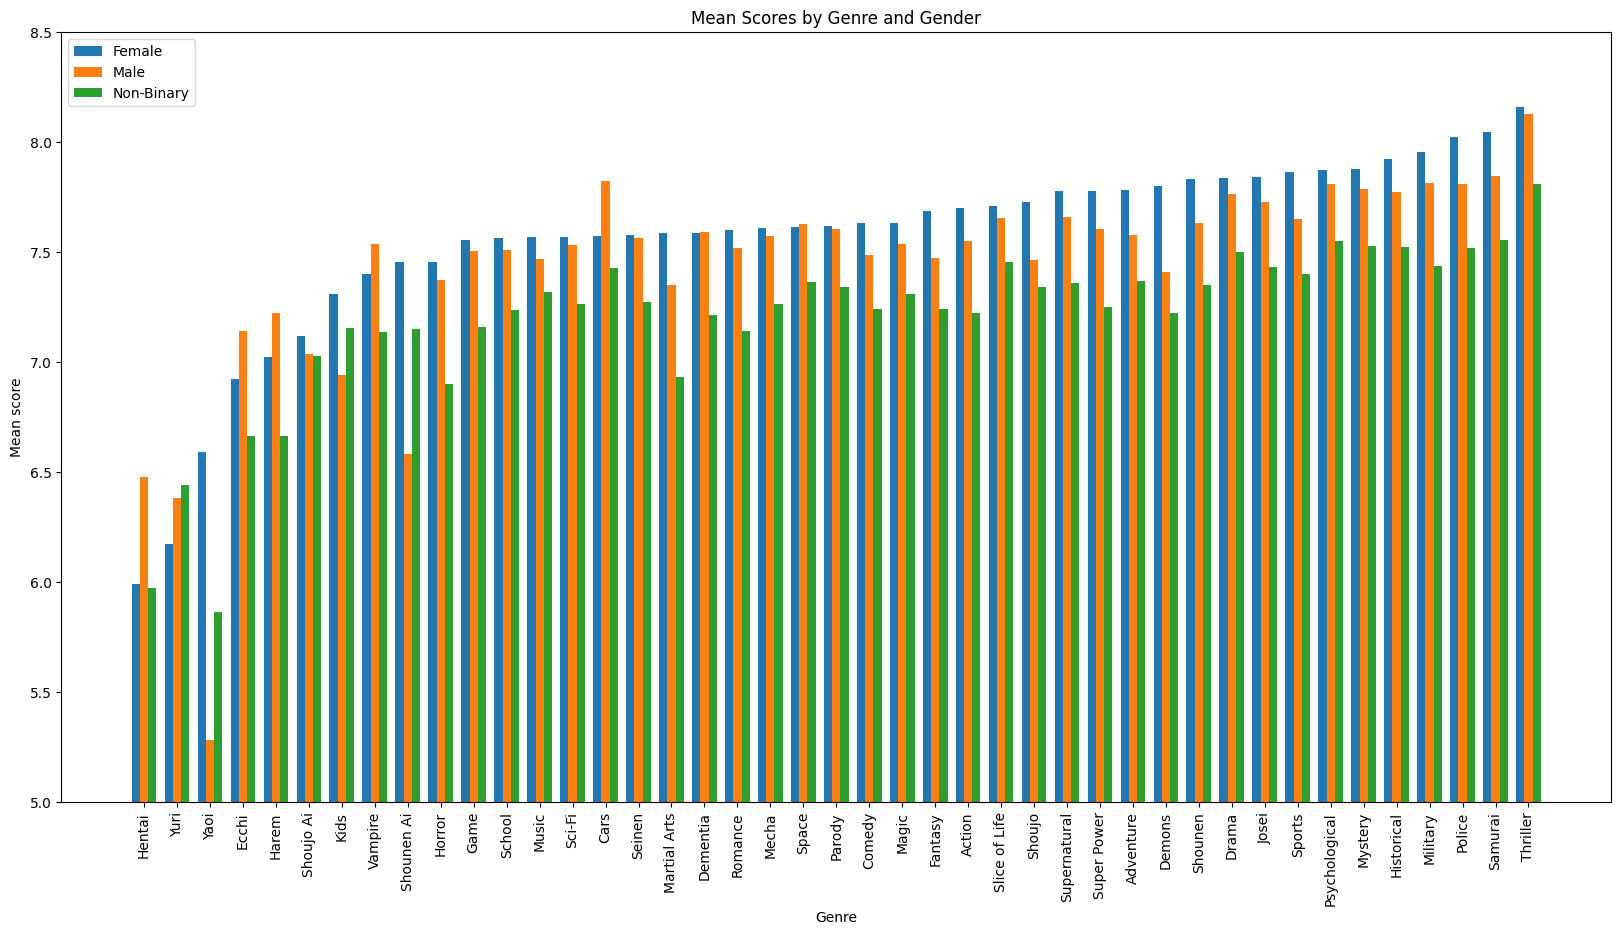 Mean Scores by Genre and Gender
8.5
8.0
7.5
7.0
6.5
6.0
5.5
5.0
Mean score
Female
Male
Non-Binary
Hentai
Yuri
Yaoi
Ecchi
Harem
Shoujo Ai
Kids
Vampire
Shounen Ai
Horror
Game
School
Music
Sci-Fi
Cars
Seinen
Martial Arts
Dementia
Romance
Mecha
Space
Parody
Comedy
Magic
Fantasy
Action
Slice of Life
Shoujo
Supernatural
Super Power
Adventure
Demons
Shounen
Drama
Josei
Sports
Psychological
Mystery
Historical
Military
Police
Samurai
Thriller
Genre